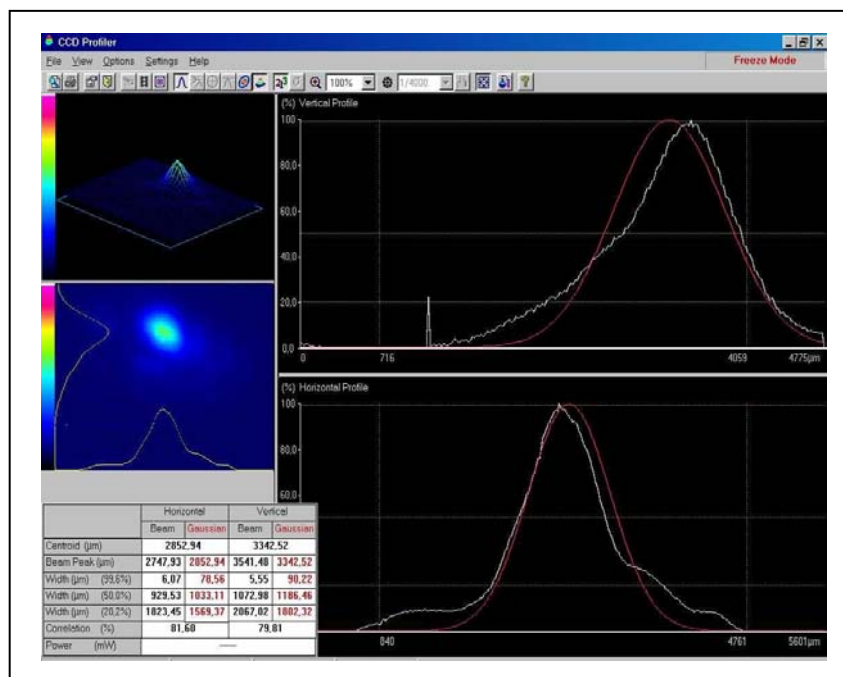 CCD Profiler
File View Options Settings Help
Freeze Mode
100%
1/4000
(%) Vertical Profile
100
80,0
60,0
40,0
20,0
0,0
0 716 4059 4775µm
(%) Horizontal Profile
100
80,0
60,0
840 4761 5601µm
Horizontal Vertical
Beam Gaussian Beam Gaussian
Centroid (µm) 2852,94 3342,52
Beam Peak (µm) 2747,93 2852,94 3541,48 3342,52
Width (µm) (99,6%) 6,07 78,56 5,55 90,22
Width (µm) (50,0%) 929,53 1033,11 1072,98 1186,46
Width (µm) (20,2%) 1823,45 1569,37 2067,02 1802,32
Correlation (%) 81,60 79,81
Power (mW) -----